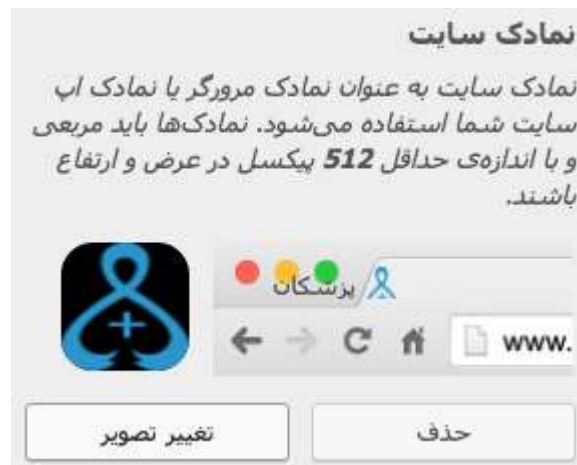 نمادک سایت
نمادک سایت به عنوان نمادک مرورگر یا نمادک اپ
سایت شما استفاده می‌شود. نمادک‌ها باید مربعی
و با اندازه‌ی حداقل 512 پیکسل در عرض و ارتفاع
باشند.
پزشکان
www.
تغییر تصویر
حذف